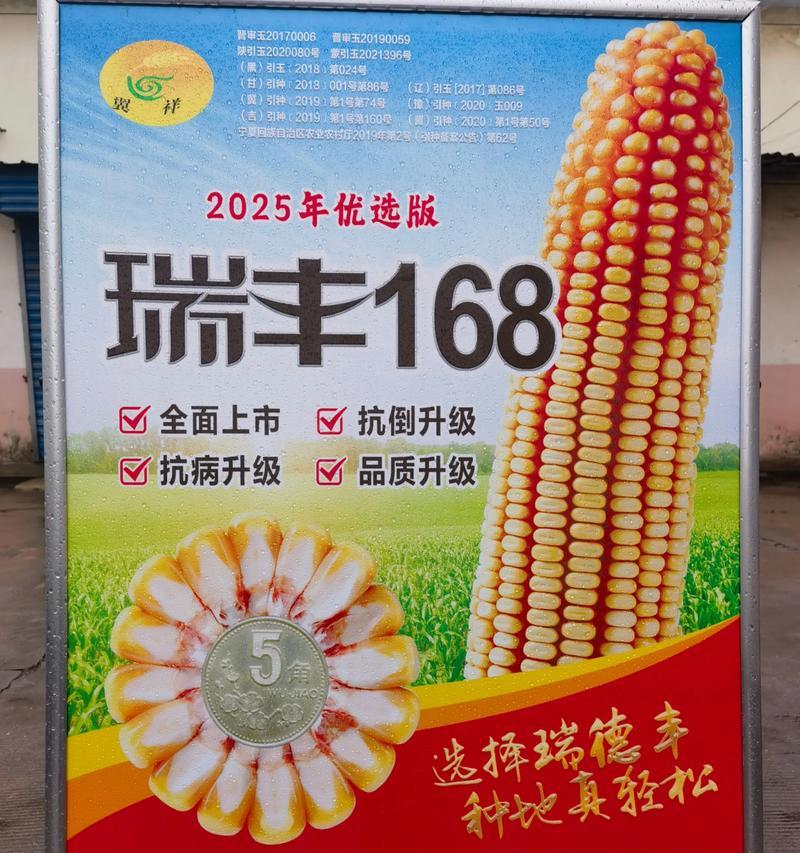 晋审玉20170006 晋审玉20190059
陕引玉2020080号 蒙引玉2021396号
(黑)引玉:2018:第024号
(甘)引种:2018:001号第86号 (辽)引玉[2017]第086号
(冀)引种:2019:第1号第74号 (豫)引种:2020:玉009
(吉)引种:2019:第1号第160号 (冀)引种:2020:第1号第50号
宁夏回族自治区农业农村厅2019年第2号(引种备案公告)第62号
翼祥
2025年优选版
瑞丰168
全面上市 抗倒升级
抗病升级 品质升级
5角
WU JIAO
选择瑞德丰
种地真轻松